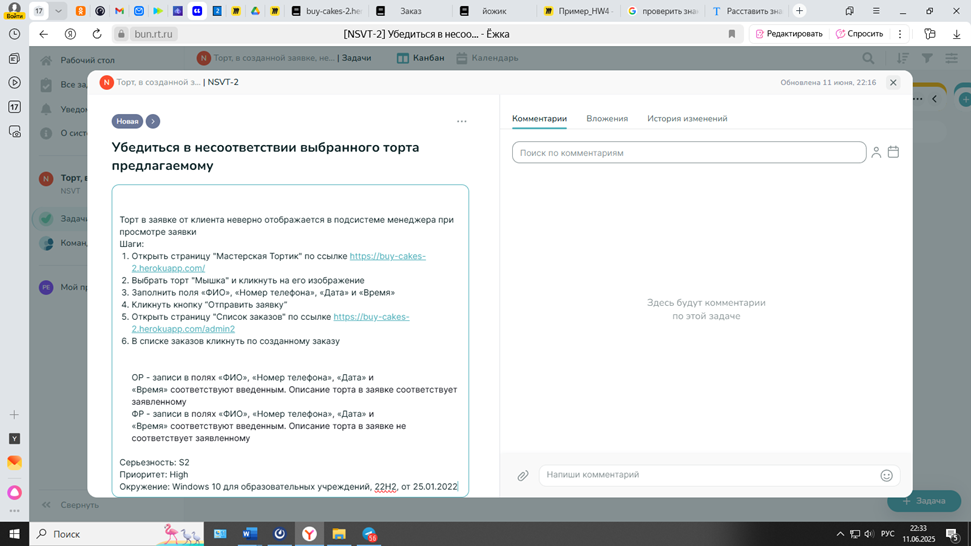 Войти
17
2
buy-cakes-2.he
Заказ
йожик
Пример_HW4
проверить зна
Расставить зна
bun.rt.ru
[NSVT-2] Убедиться в несоо... - Ёжка
Редактировать
Спросить
17
Рабочий стол
Торт, в созданной заявке, не... | Задачи
Канбан
Календарь
Все за
Уведо
О сист
N
Торт, в
NSVT
Задач
Коман
РЕ
Мой п
Свернуть
N
Торт, в созданной з... | NSVT-2
Обновлена 11 июня, 22:16
Новая
Убедиться в несоответствии выбранного торта
предлагаемому
Торт в заявке от клиента неверно отображается в подсистеме менеджера при
просмотре заявки
Шаги:
1. Открыть страницу "Мастерская Тортик" по ссылке https://buy-cakes-
2.herokuapp.com/
2. Выбрать торт "Мышка" и кликнуть на его изображение
3. Заполнить поля «ФИО», «Номер телефона», «Дата» и «Время»
4. Кликнуть кнопку "Отправить заявку"
5. Открыть страницу "Список заказов" по ссылке https://buy-cakes-
2.herokuapp.com/admin2
6. В списке заказов кликнуть по созданному заказу
ОР - записи в полях «ФИО», «Номер телефона», «Дата» и
«Время» соответствуют введенным. Описание торта в заявке соответствует
заявленному
ФР - записи в полях «ФИО», «Номер телефона», «Дата» и
«Время» соответствуют введенным. Описание торта в заявке не
соответствует заявленному
Серьезность: S2
Приоритет: High
Окружение: Windows 10 для образовательных учреждений, 22H2, от 25.01.2022
Комментарии
Вложения
История изменений
Поиск по комментариям
Здесь будут комментарии
по этой задаче
Напиши комментарий
+ Задача
Поиск
56
РУС
22:33
11.06.2025
5